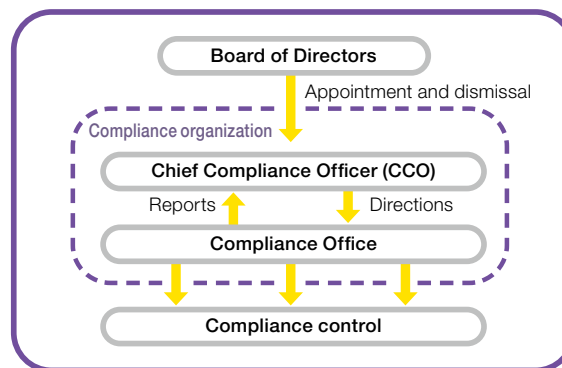 Board of Directors
Appointment and dismissal
Compliance organization
Chief Compliance Officer (CCO)
Reports
Directions
Compliance Office
Compliance control